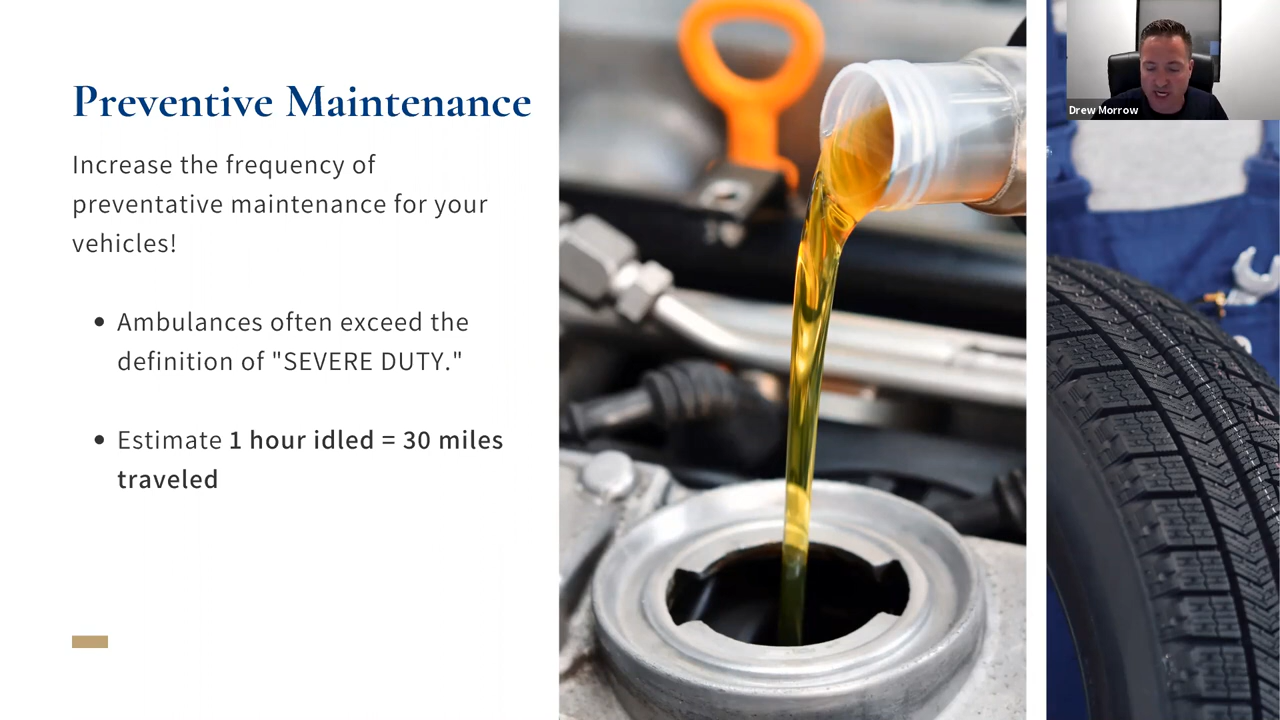 Preventive Maintenance
Increase the frequency of
preventative maintenance for your
vehicles!
• Ambulances often exceed the
definition of "SEVERE DUTY."
• Estimate 1 hour idled = 30 miles
traveled
Drew Morrow